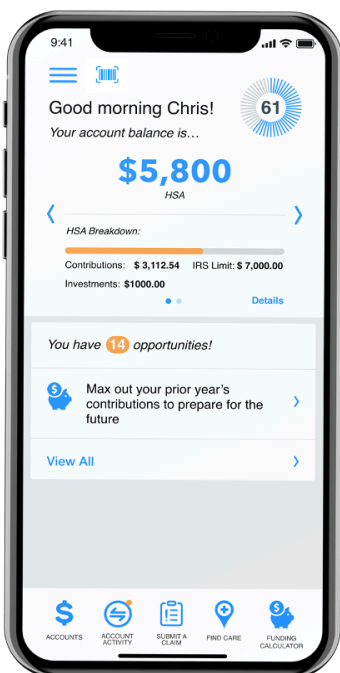 9:41
Good morning Chris!
61
Your account balance is...
$5,800
HSA
HSA Breakdown:
Contributions: $ 3,112.54 IRS Limit: $ 7,000.00
Investments: $1000.00
Details
You have 14 opportunities!
Max out your prior year's
contributions to prepare for the
future
View All
ACCOUNTS
ACCOUNT
ACTIVITY
SUBMIT A
CLAIM
FIND CARE
FUNDING
CALCULATOR